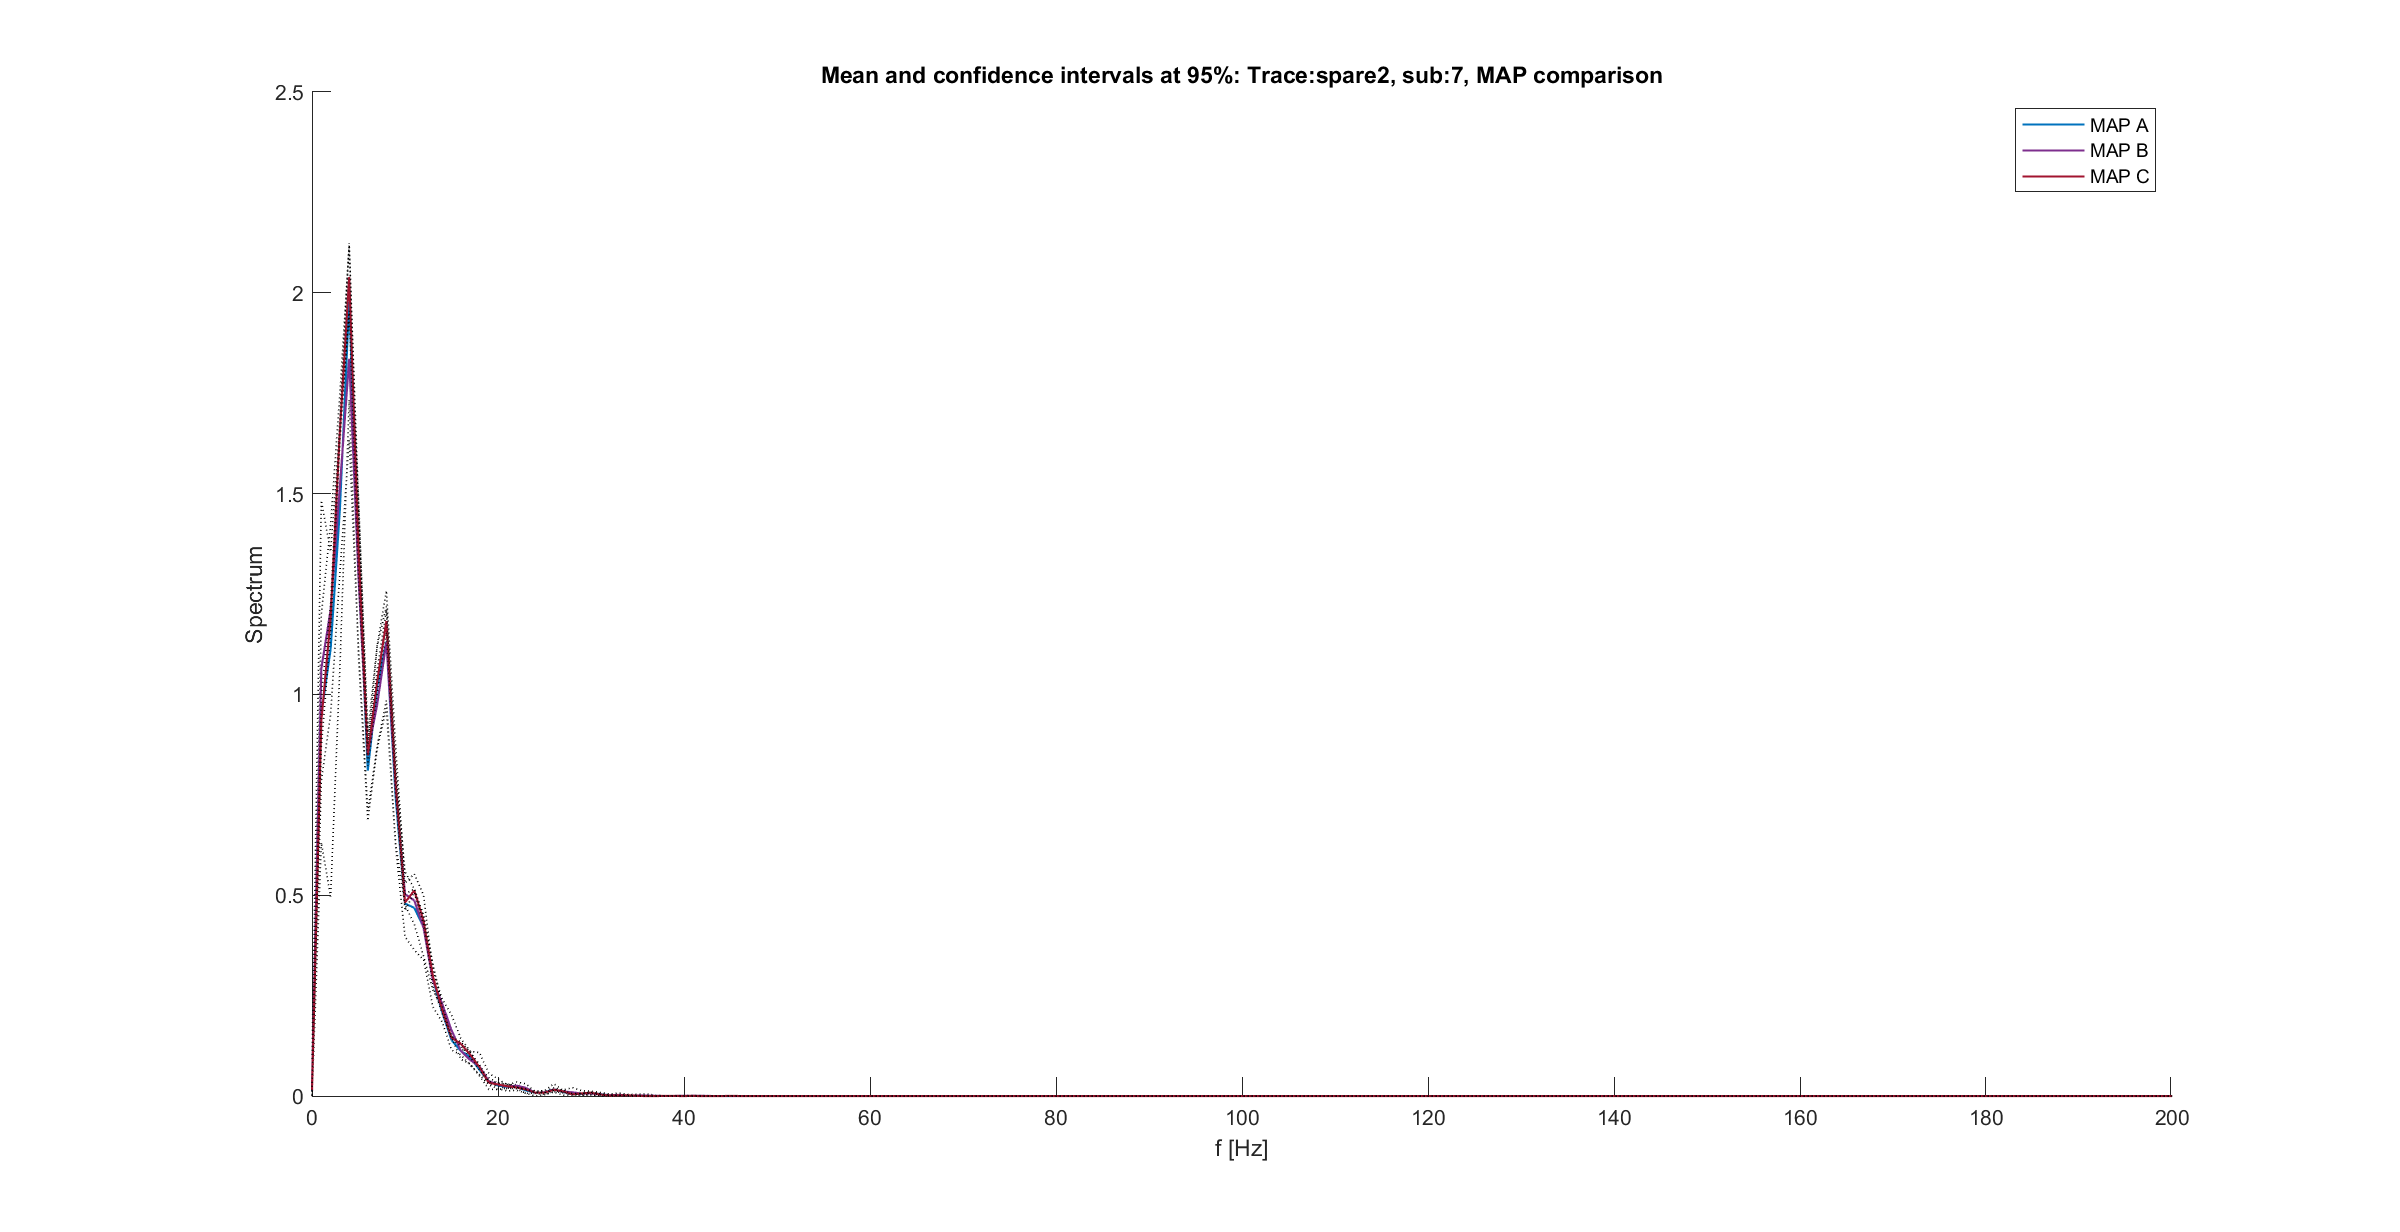 Mean and confidence intervals at 95%: Trace:spare2, sub:7, MAP comparison
2.5
2
1.5
1
0.5
0
Spectrum
MAP A
MAP B
MAP C
0 20 40 60 80 100 120 140 160 180 200
f [Hz]